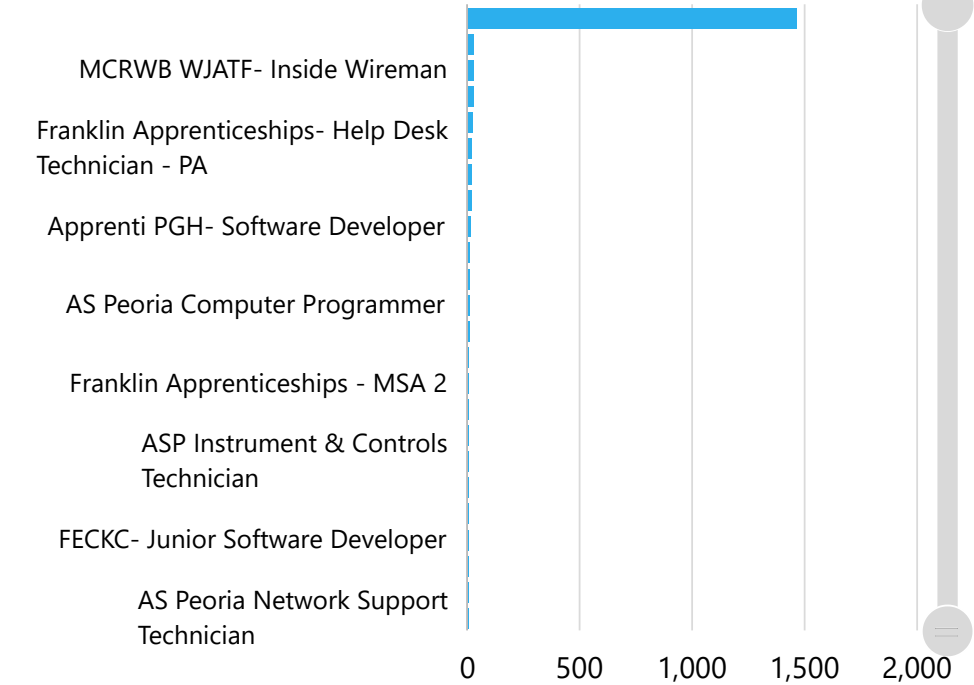 MCRWB WJATF- Inside Wireman
Franklin Apprenticeships- Help Desk
Technician - PA
Apprenti PGH- Software Developer
AS Peoria Computer Programmer
Franklin Apprenticeships - MSA 2
ASP Instrument & Controls
Technician
FECKC- Junior Software Developer
AS Peoria Network Support
Technician
0 500 1,000 1,500 2,000